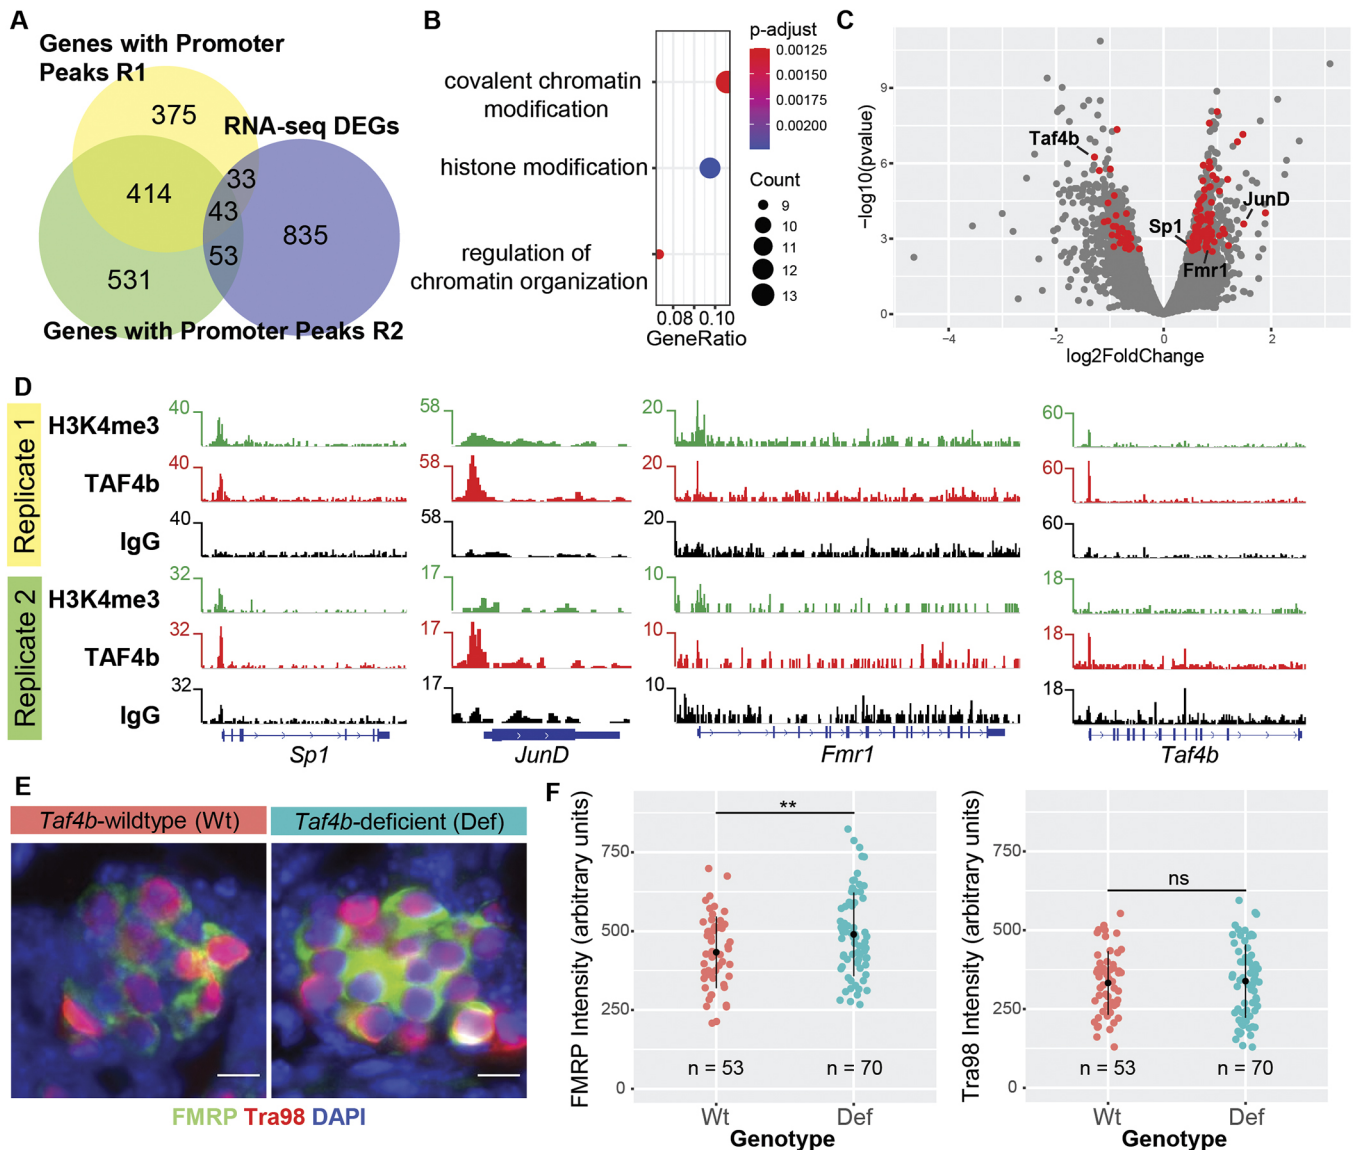 A
Genes with Promoter
Peaks R1
375
RNA-seq DEGs
33
414
43
835
53
531
Genes with Promoter Peaks R2
B
covalent chromatin
modification
histone modification
regulation of
chromatin organization
0.08 0.10
GeneRatio
p-adjust
0.00125
0.00150
0.00175
0.00200
Count
9
10
11
12
13
C
−log10(pvalue)
9
6
3
0
Taf4b
JunD
Sp1
Fmr1
−4
−2
0
2
log2FoldChange
D
Replicate 1
H3K4me3
40
58
20
60
TAF4b
40
58
20
60
IgG
40
58
20
60
Replicate 2
H3K4me3
32
17
10
18
TAF4b
32
17
10
18
IgG
32
17
10
18
Sp1
JunD
Fmr1
Taf4b
E
Taf4b-wildtype (Wt)
Taf4b-deficient (Def)
FMRP Tra98 DAPI
F
FMRP Intensity (arbitrary units)
750
500
250
0
**
n = 53
n = 70
Wt
Def
Genotype
Tra98 Intensity (arbitrary units)
750
500
250
0
ns
n = 53
n = 70
Wt
Def
Genotype